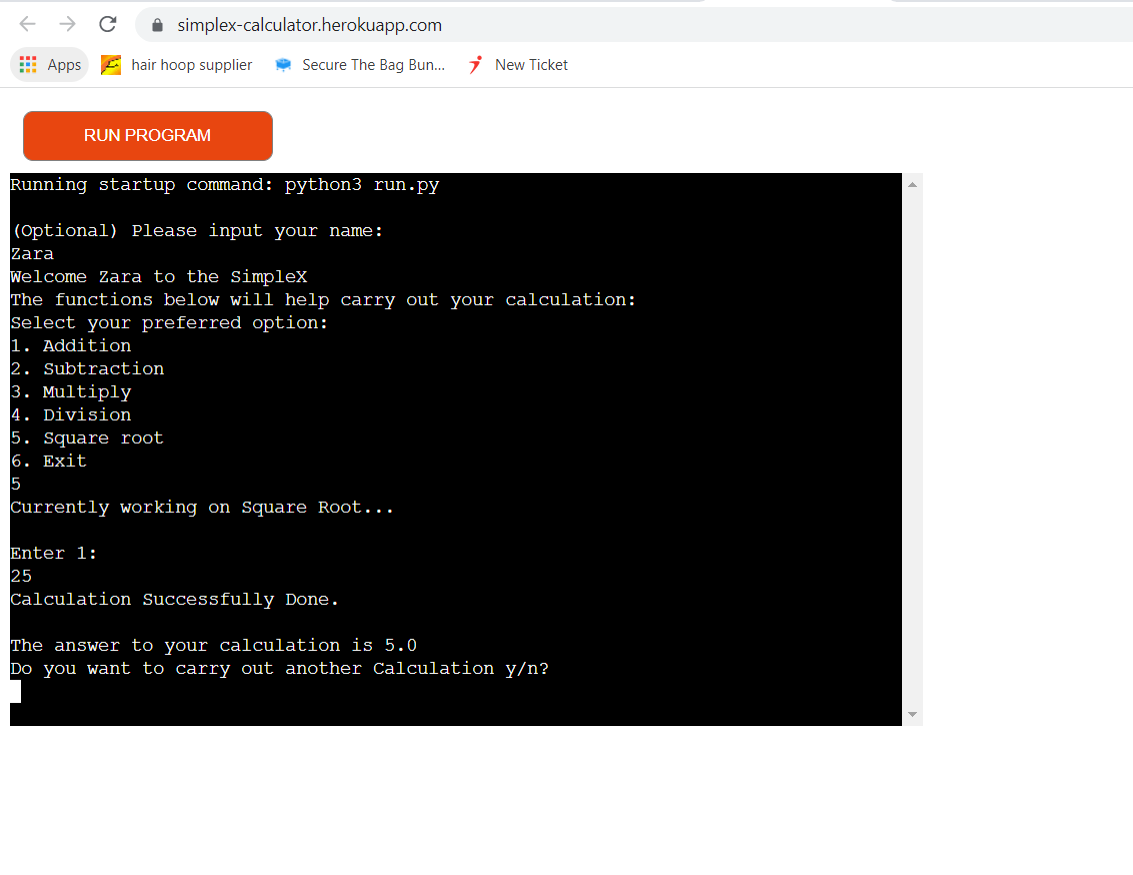 simplex-calculator.herokuapp.com
Apps hair hoop supplier Secure The Bag Bun... New Ticket
RUN PROGRAM
Running startup command: python3 run.py
(Optional) Please input your name:
Zara
Welcome Zara to the SimpleX
The functions below will help carry out your calculation:
Select your preferred option:
1. Addition
2. Subtraction
3. Multiply
4. Division
5. Square root
6. Exit
5
Currently working on Square Root...
Enter 1:
25
Calculation Successfully Done.
The answer to your calculation is 5.0
Do you want to carry out another Calculation y/n?